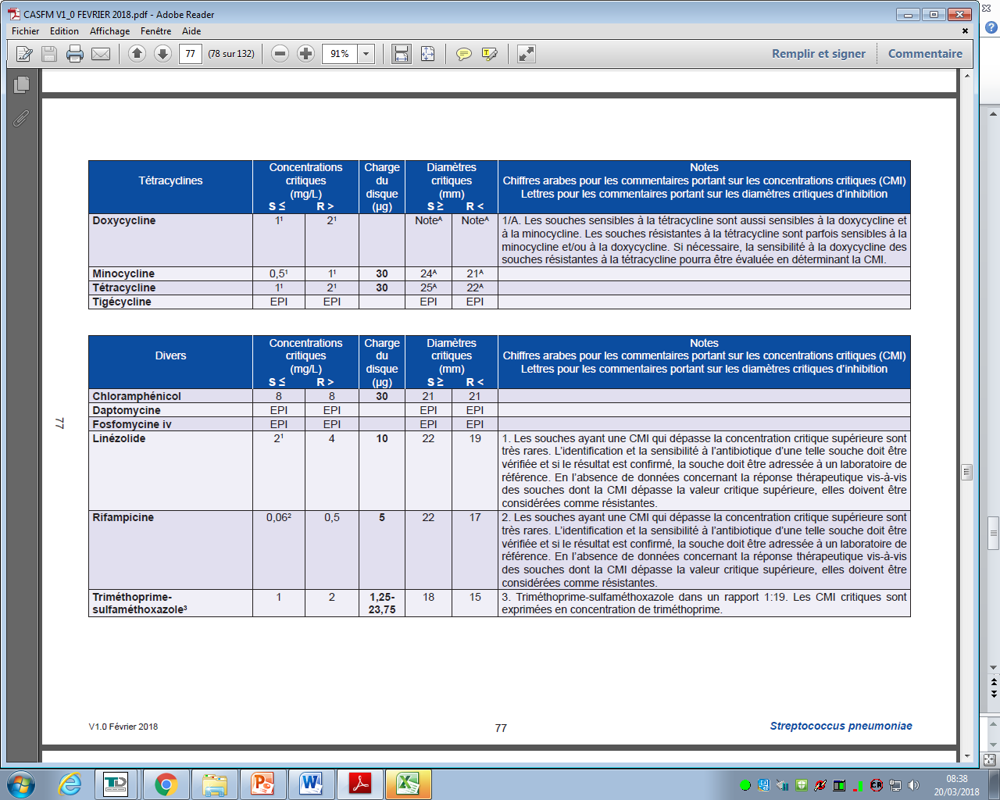 CASFM V1_0 FEVRIER 2018.pdf - Adobe Reader
Fichier Edition Affichage Fenêtre Aide
77 (78 sur 132) 91% Remplir et signer Commentaire
Tétracyclines
Concentrations critiques (mg/L) S ≤ R >
Charge du disque (µg)
Diamètres critiques (mm) S ≥ R <
Notes
Chiffres arabes pour les commentaires portant sur les concentrations critiques (CMI)
Lettres pour les commentaires portant sur les diamètres critiques d'inhibition
Doxycycline 1¹ 2¹ Noteᴬ Noteᴬ
1/A. Les souches sensibles à la tétracycline sont aussi sensibles à la doxycycline et
à la minocycline. Les souches résistantes à la tétracycline sont parfois sensibles à la
minocycline et/ou à la doxycycline. Si nécessaire, la sensibilité à la doxycycline des
souches résistantes à la tétracycline pourra être évaluée en déterminant la CMI.
Minocycline 0,5¹ 1¹ 30 24ᴬ 21ᴬ
Tétracycline 1¹ 2¹ 30 25ᴬ 22ᴬ
Tigécycline EPI EPI EPI EPI
Divers
Concentrations critiques (mg/L) S ≤ R >
Charge du disque (µg)
Diamètres critiques (mm) S ≥ R <
Notes
Chiffres arabes pour les commentaires portant sur les concentrations critiques (CMI)
Lettres pour les commentaires portant sur les diamètres critiques d'inhibition
Chloramphénicol 8 8 30 21 21
Daptomycine EPI EPI EPI EPI
Fosfomycine iv EPI EPI EPI EPI
Linézolide 2¹ 4 10 22 19
1. Les souches ayant une CMI qui dépasse la concentration critique supérieure sont
très rares. L'identification et la sensibilité à l'antibiotique d'une telle souche doit être
vérifiée et si le résultat est confirmé, la souche doit être adressée à un laboratoire de
référence. En l'absence de données concernant la réponse thérapeutique vis-à-vis
des souches dont la CMI dépasse la valeur critique supérieure, elles doivent être
considérées comme résistantes.
Rifampicine 0,06² 0,5 5 22 17
2. Les souches ayant une CMI qui dépasse la concentration critique supérieure sont
très rares. L'identification et la sensibilité à l'antibiotique d'une telle souche doit être
vérifiée et si le résultat est confirmé, la souche doit être adressée à un laboratoire de
référence. En l'absence de données concernant la réponse thérapeutique vis-à-vis
des souches dont la CMI dépasse la valeur critique supérieure, elles doivent être
considérées comme résistantes.
Triméthoprime-
sulfaméthoxazole³ 1 2 1,25-23,75 18 15
3. Triméthoprime-sulfaméthoxazole dans un rapport 1:19. Les CMI critiques sont
exprimées en concentration de triméthoprime.
77
V1.0 Février 2018
77
Streptococcus pneumoniae
08:38
20/03/2018